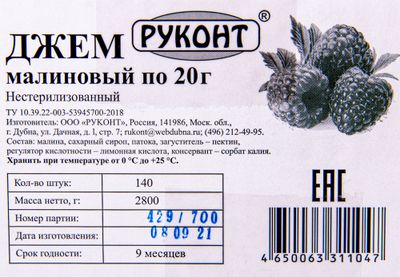 ДЖЕМ РУКОНТ®
малиновый по 20г
Нестерилизованный
ТУ 10.39.22-003-53945700-2018
Изготовитель: ООО «РУКОНТ», Россия, 141986, Моск. обл.,
г. Дубна, ул. Дачная, д.1, стр. 7; rukont@webdubna.ru; (496) 212-49-95.
Состав: малина, сахарный сироп, патока, загуститель – пектин,
регулятор кислотности – лимонная кислота, консервант – сорбат калия.
Хранить при температуре от 0 °C до +25 °C.
Кол-во штук: 140
Масса нетто, г: 2800
Номер партии: 429/700
Дата изготовления: 08 09 21
Срок годности: 9 месяцев
EAC
4 650063 311047